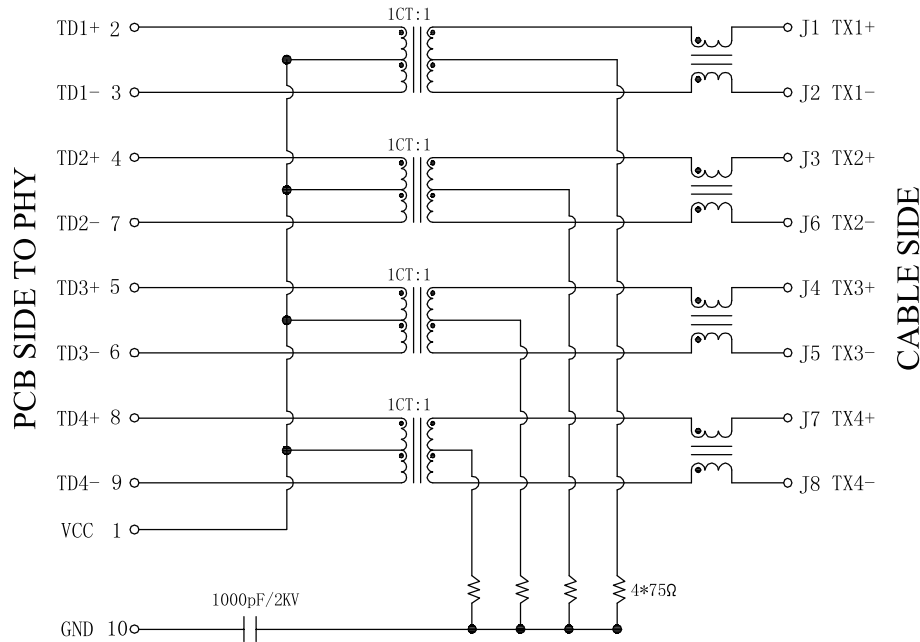 1CT:1
TD1+ 2
J1 TX1+
TD1- 3
J2 TX1-
1CT:1
TD2+ 4
J3 TX2+
TD2- 7
J6 TX2-
1CT:1
TD3+ 5
J4 TX3+
TD3- 6
J5 TX3-
1CT:1
TD4+ 8
J7 TX4+
TD4- 9
J8 TX4-
VCC 1
4*75Ω
1000pF/2KV
GND 10
PCB SIDE TO PHY
CABLE SIDE